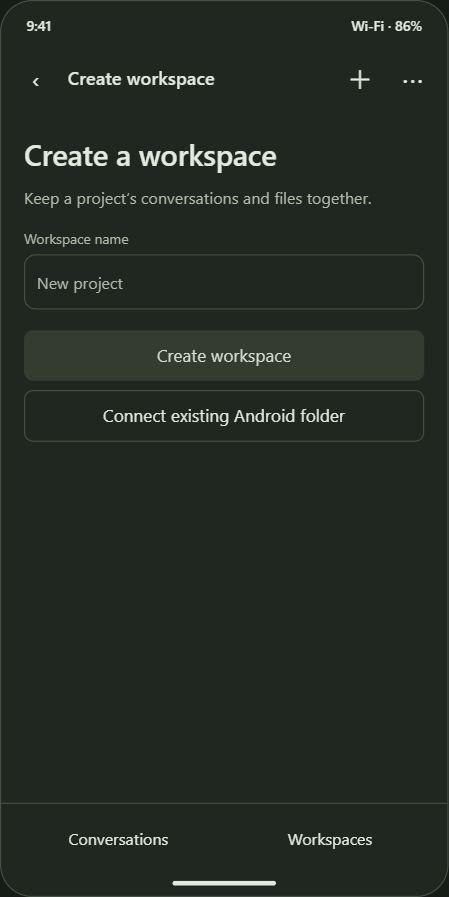 9:41 Wi-Fi · 86%
‹ Create workspace + ...
Create a workspace
Keep a project's conversations and files together.
Workspace name
New project
Create workspace
Connect existing Android folder
Conversations Workspaces